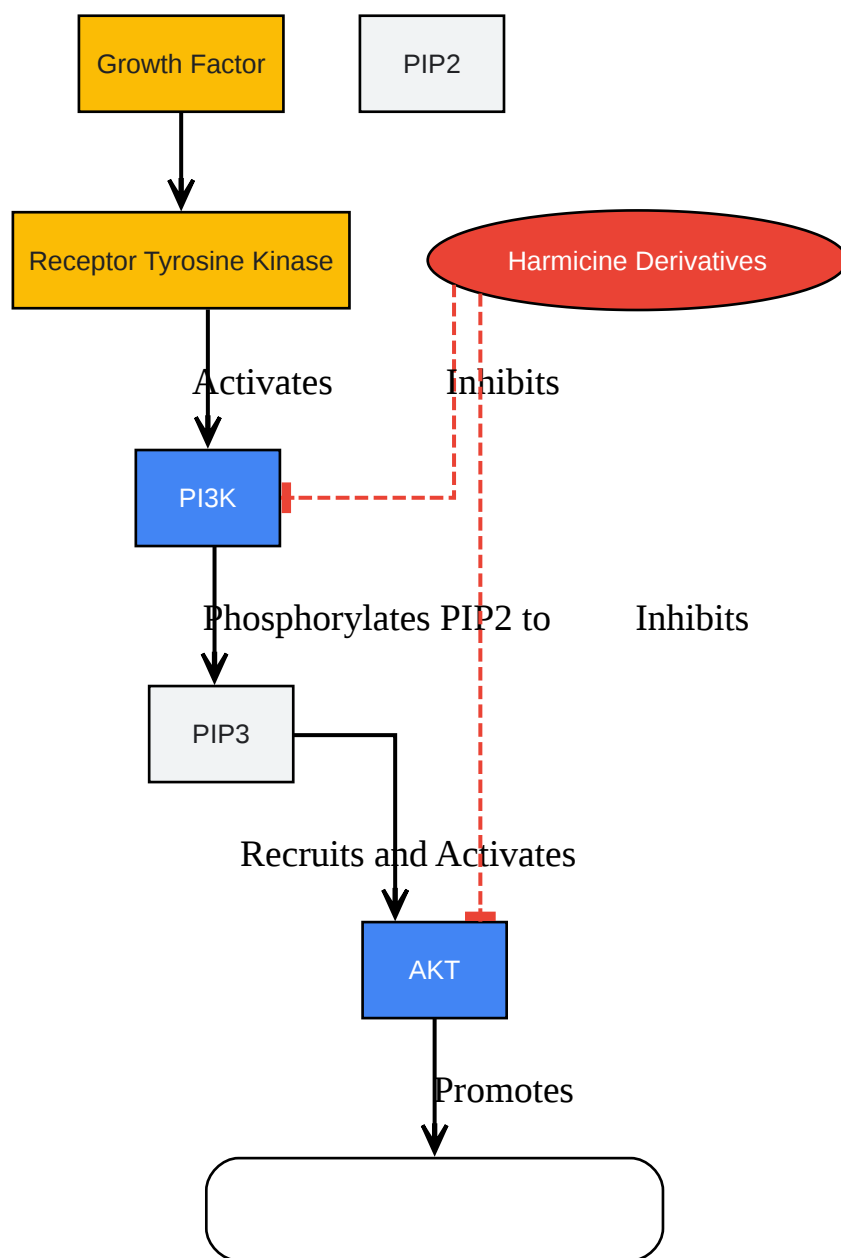 Growth Factor
PIP2
Receptor Tyrosine Kinase
Harmicine Derivatives
Activates
Inhibits
PI3K
Phosphorylates PIP2 to
Inhibits
PIP3
Recruits and Activates
AKT
Promotes